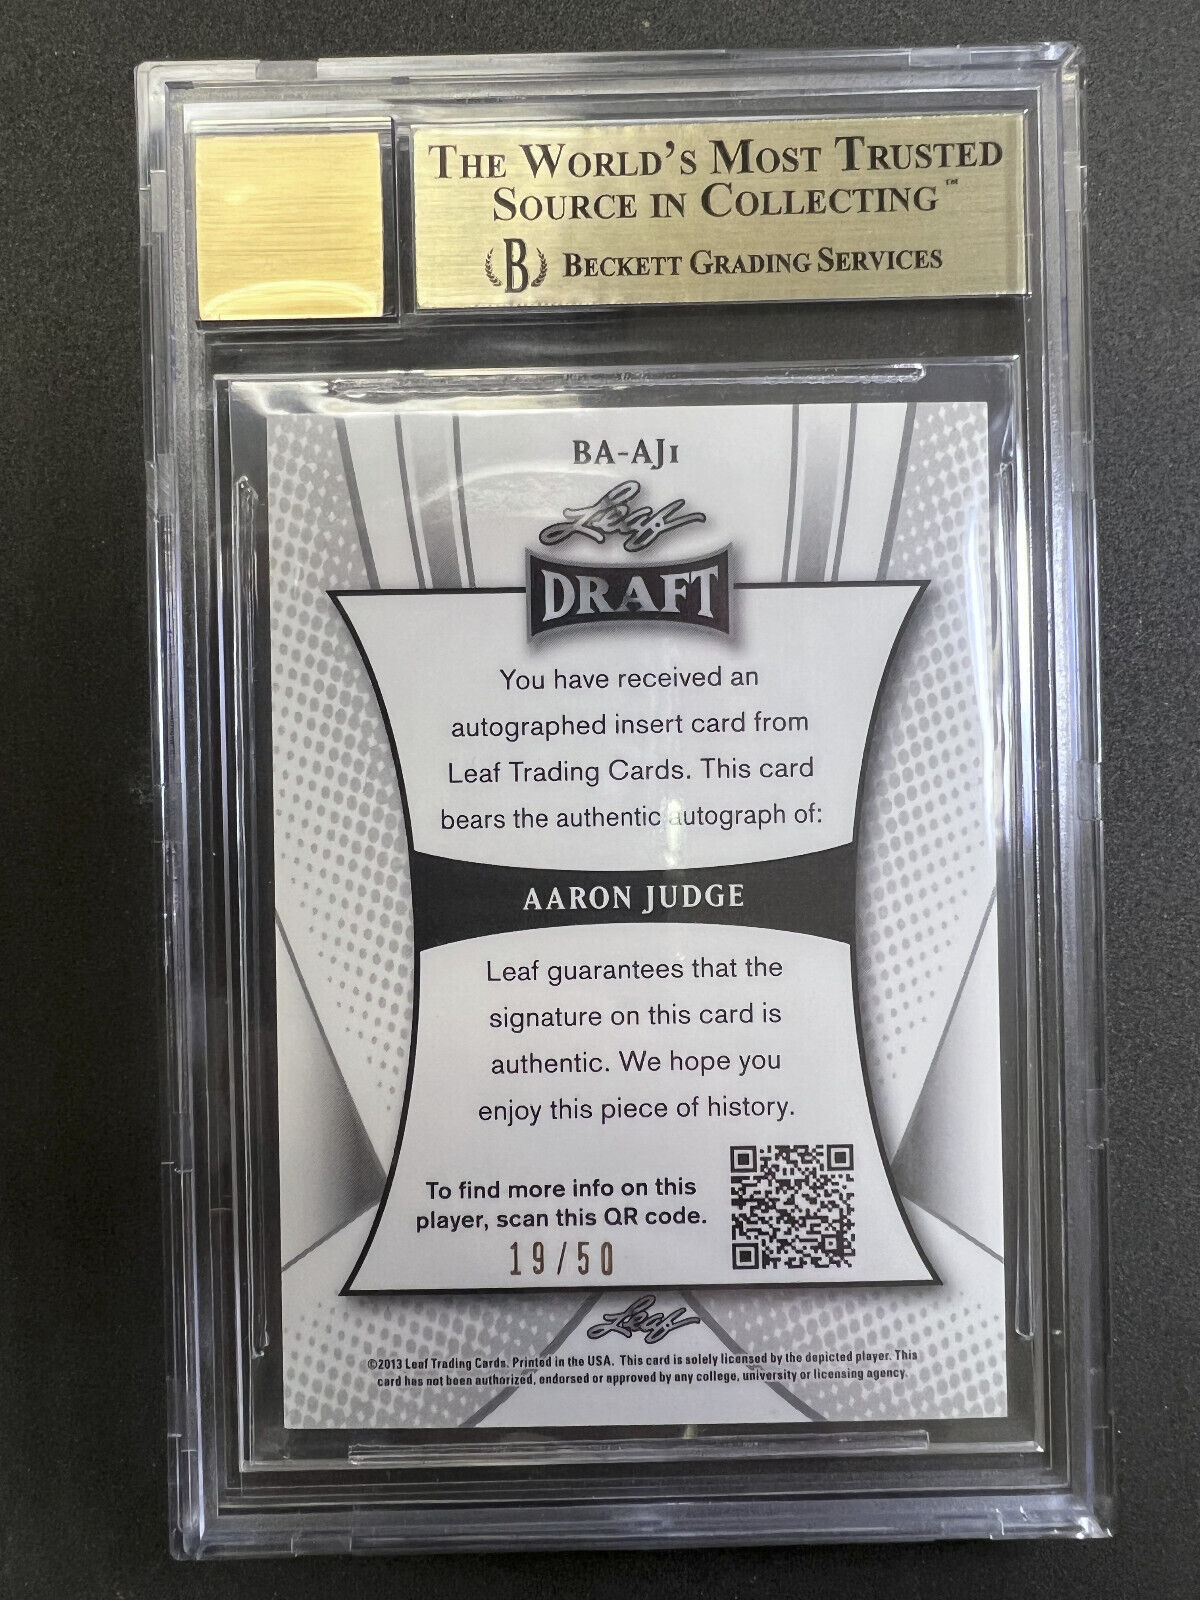 THE WORLD'S MOST TRUSTED
SOURCE IN COLLECTING™
B BECKETT GRADING SERVICES
BA-AJ1
Leaf
DRAFT
You have received an
autographed insert card from
Leaf Trading Cards. This card
bears the authentic autograph of:
AARON JUDGE
Leaf guarantees that the
signature on this card is
authentic. We hope you
enjoy this piece of history.
To find more info on this
player, scan this QR code.
19/50
Leaf
©2013 Leaf Trading Cards. Printed in the USA. This card is solely licensed by the depicted player. This
card has not been authorized, endorsed or approved by any college, university or licensing agency.